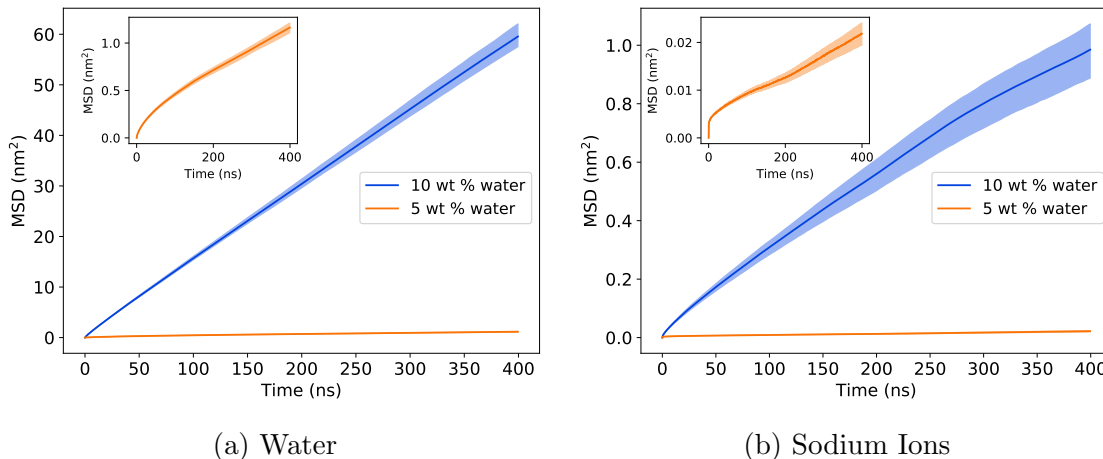 MSD (nm²)
60
50
40
30
20
10
0
0 50 100 150 200 250 300 350 400
Time (ns)
MSD (nm²)
1.0
0.5
0.0
0 200 400
Time (ns)
10 wt % water
5 wt % water
(a) Water
MSD (nm²)
1.0
0.8
0.6
0.4
0.2
0.0
0 50 100 150 200 250 300 350 400
Time (ns)
MSD (nm²)
0.02
0.01
0.00
0 200 400
Time (ns)
10 wt % water
5 wt % water
(b) Sodium Ions